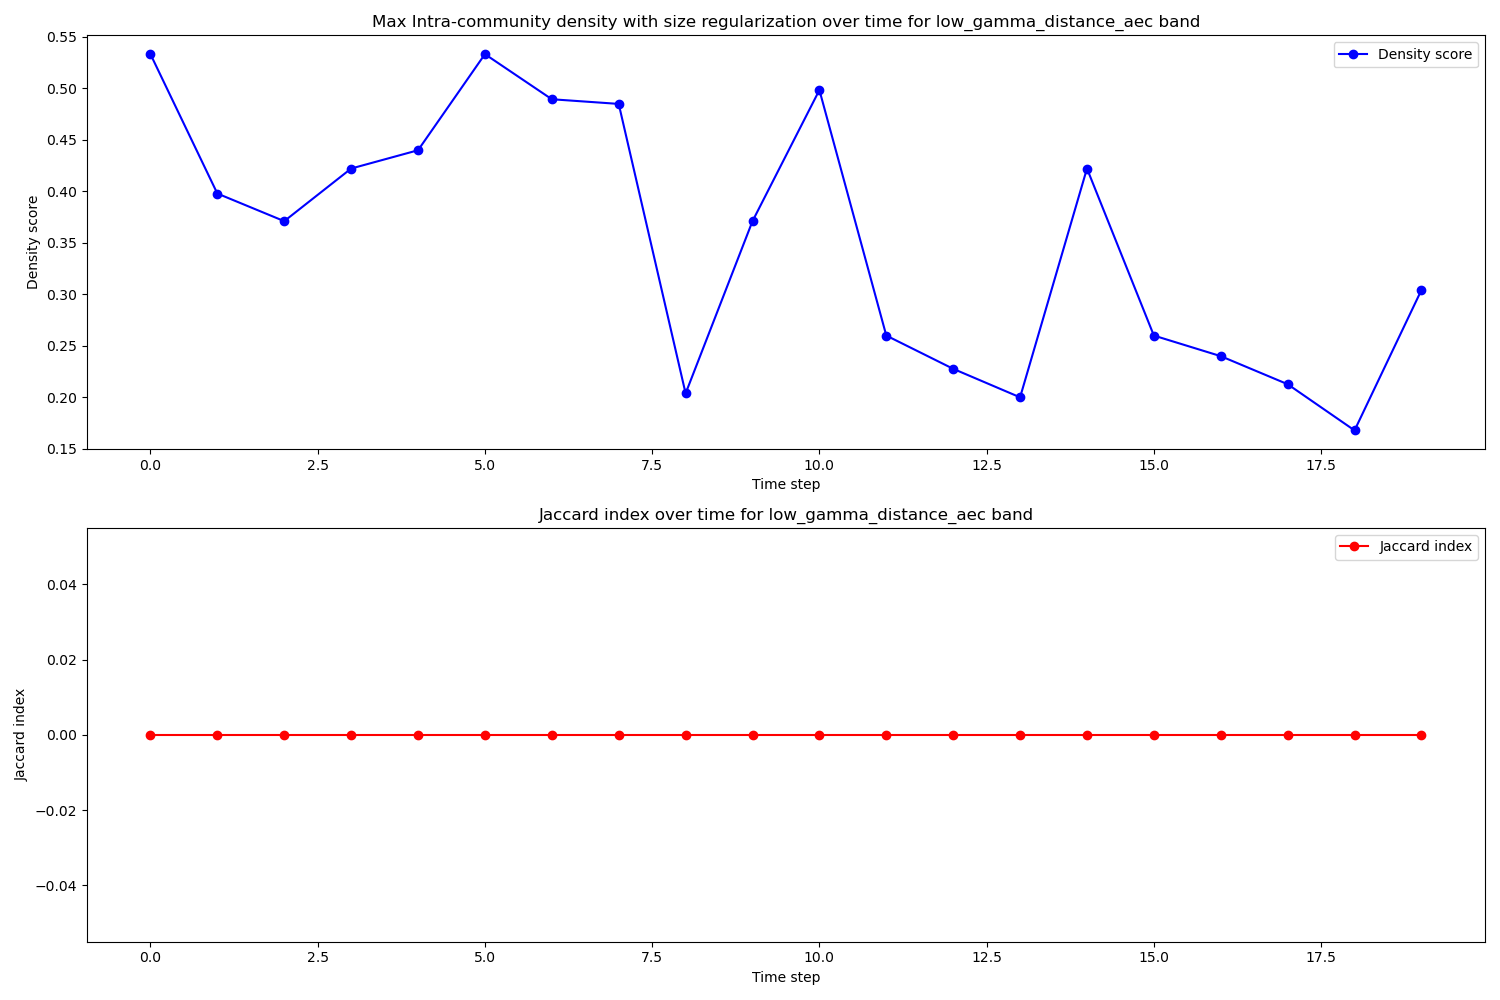 Max Intra-community density with size regularization over time for low_gamma_distance_aec band
Density score
0.55
0.50
0.45
0.40
0.35
0.30
0.25
0.20
0.15
Density score
0.0 2.5 5.0 7.5 10.0 12.5 15.0 17.5
Time step
Jaccard index over time for low_gamma_distance_aec band
Jaccard index
0.04
0.02
0.00
−0.02
−0.04
Jaccard index
0.0 2.5 5.0 7.5 10.0 12.5 15.0 17.5
Time step